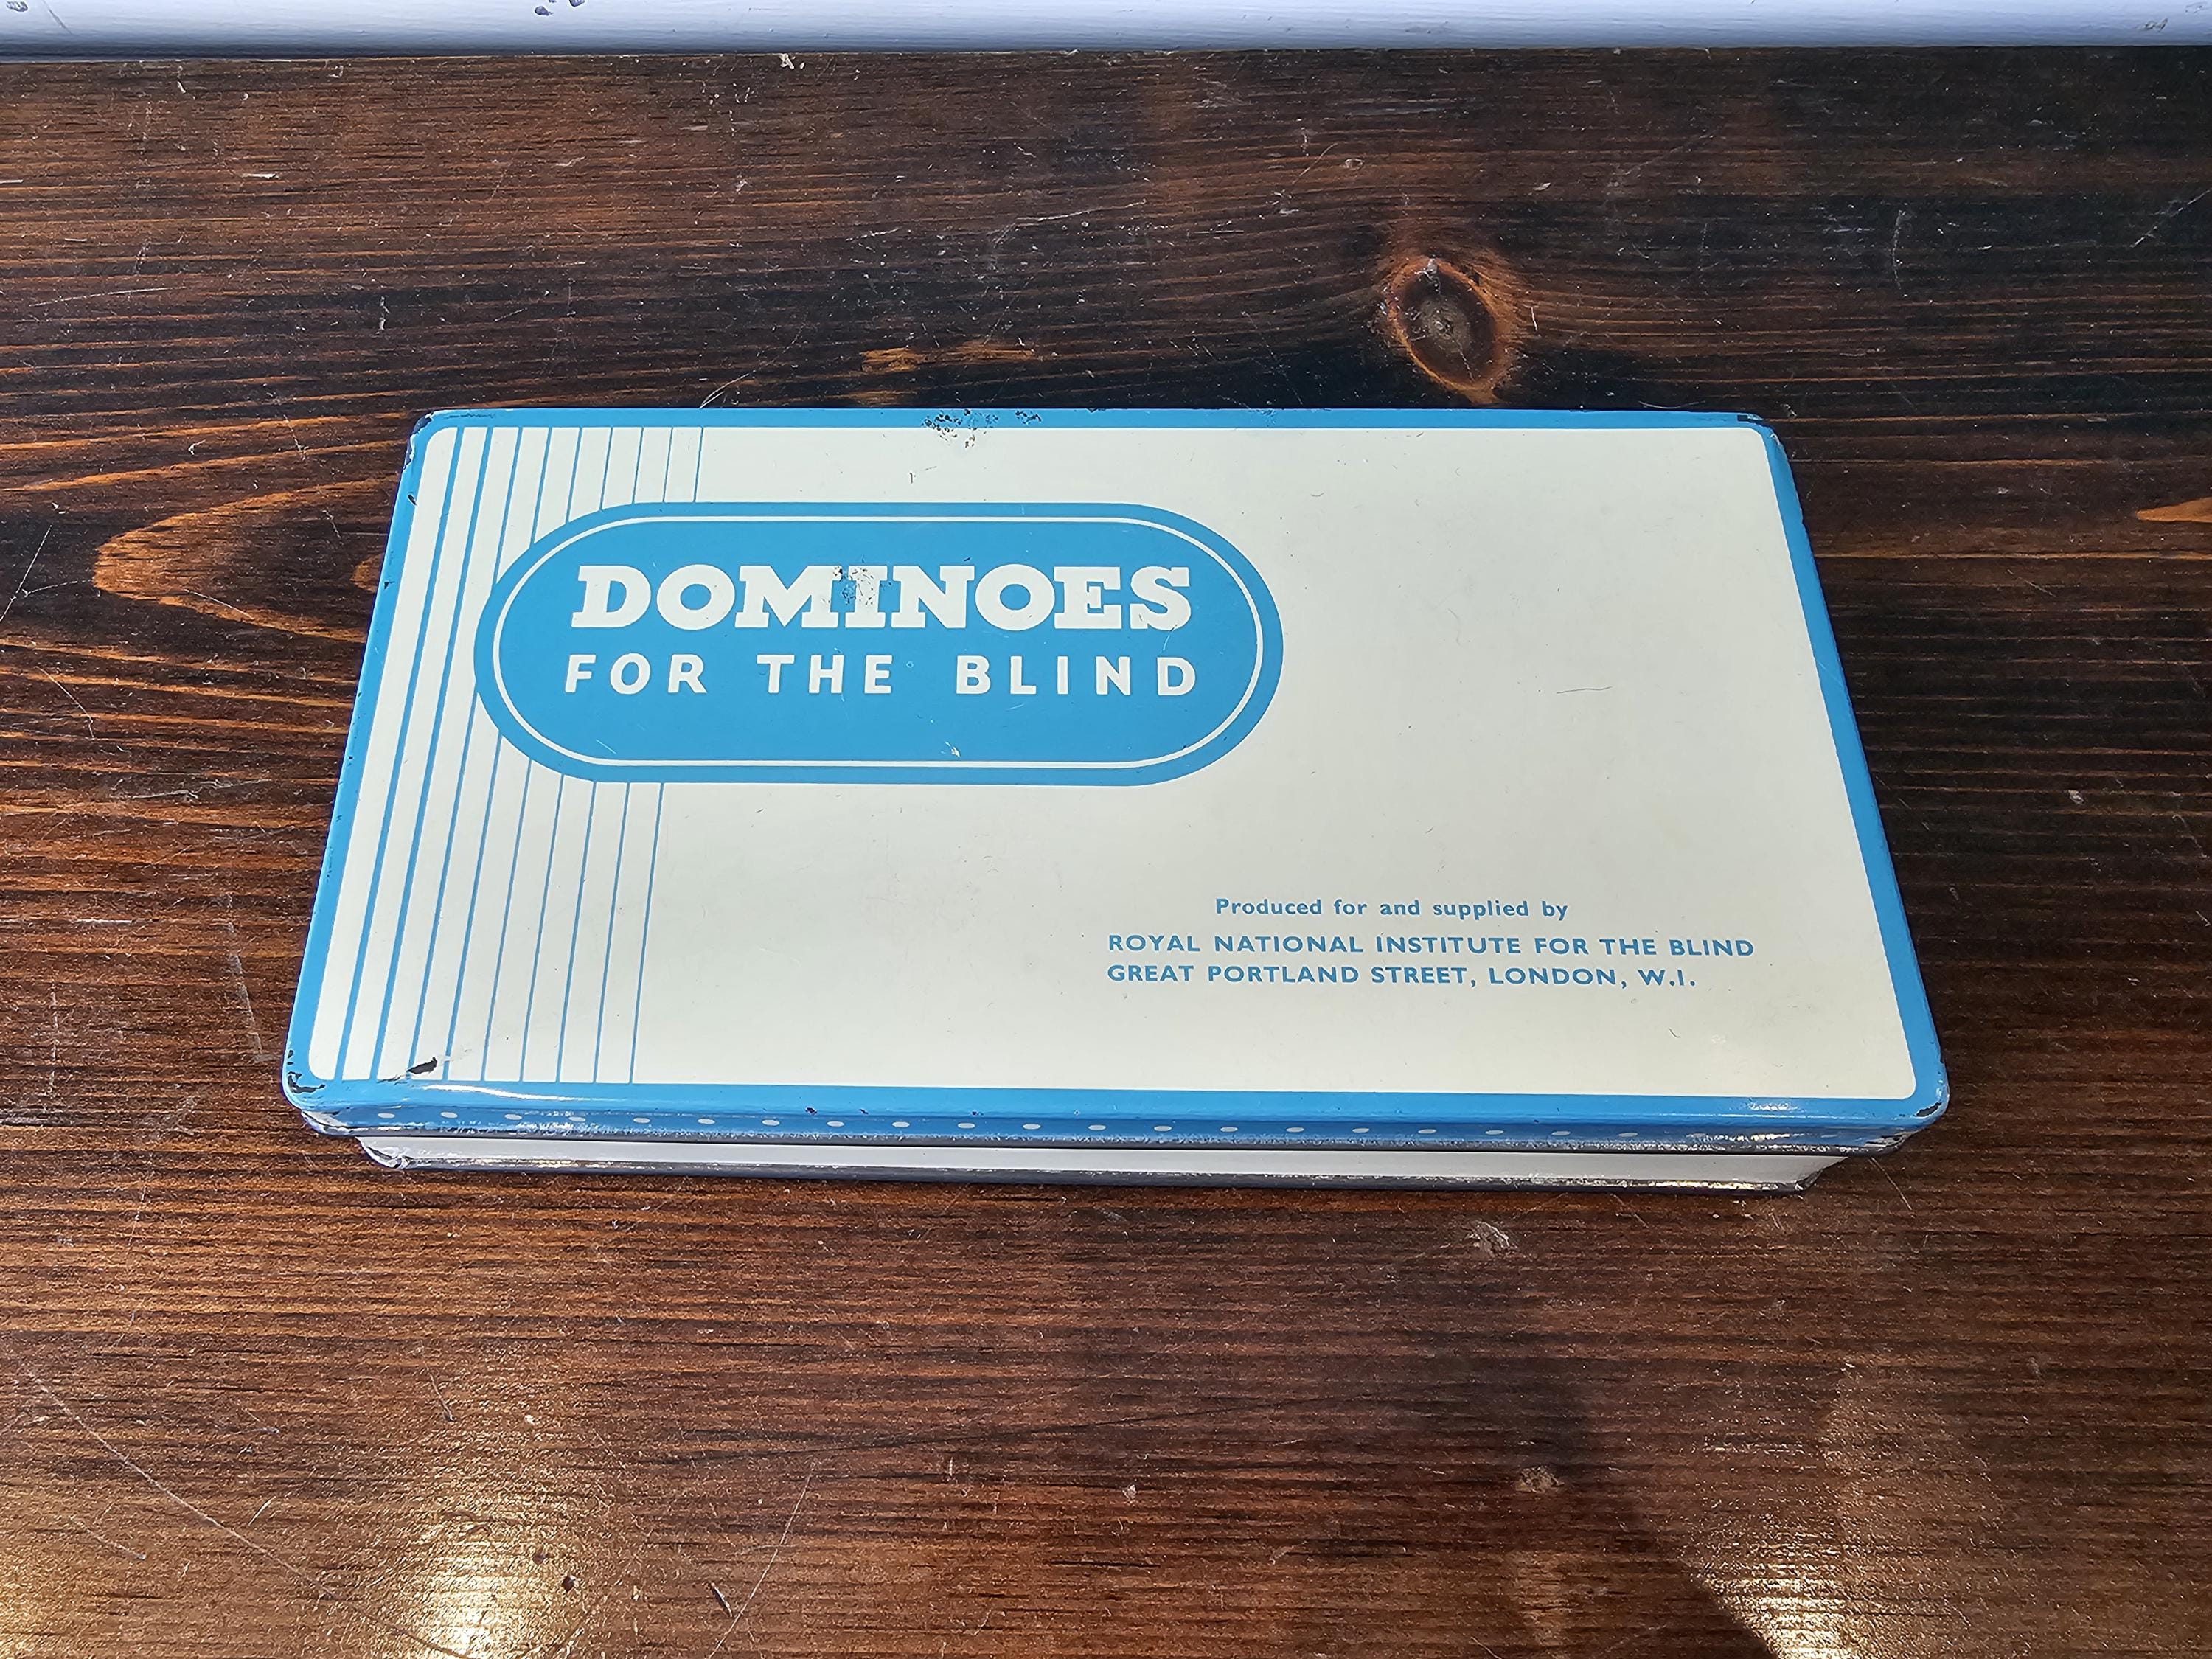 DOMINOES
FOR THE BLIND
Produced for and supplied by
ROYAL NATIONAL INSTITUTE FOR THE BLIND
GREAT PORTLAND STREET, LONDON, W.I.